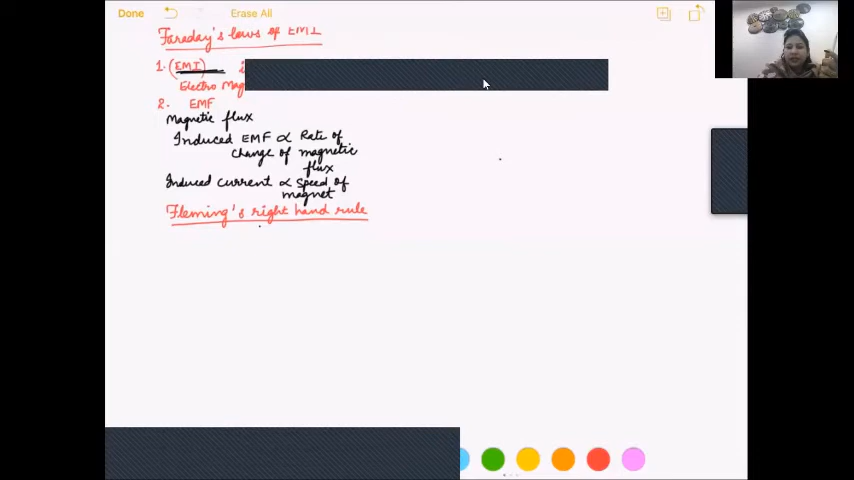 Done
Erase All
Faraday's laws of EMI
1. (EMI) i
Electro Mag
2. EMF
Magnetic flux
Induced EMF ∝ Rate of
change of magnetic
flux
Induced current ∝ speed of
magnet
Fleming's right hand rule